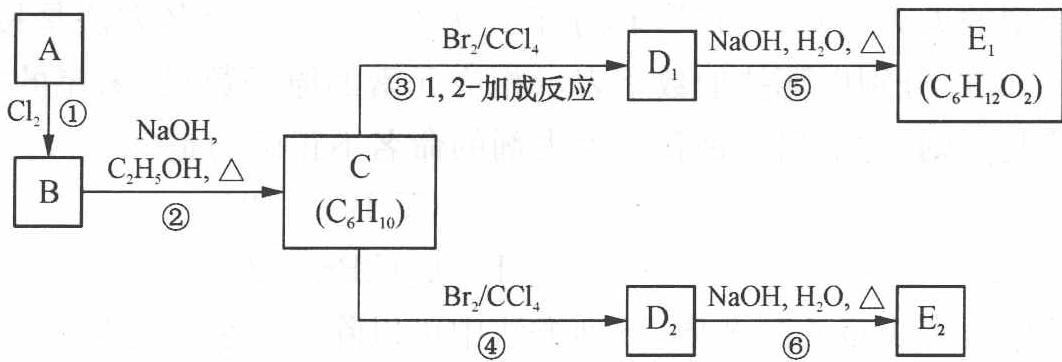 A
Cl₂ ①
B
NaOH,
C₂H₅OH, △
②
C
(C₆H₁₀)
Br₂/CCl₄
③ 1, 2-加成反应
D₁
NaOH, H₂O, △
⑤
E₁
(C₆H₁₂O₂)
Br₂/CCl₄
④
D₂
NaOH, H₂O, △
⑥
E₂